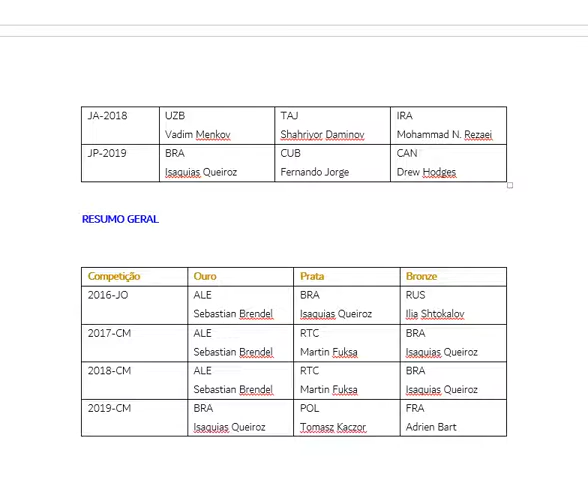 JA-2018 UZB TAJ IRA
Vadim Menkov Shahriyor Daminov Mohammad N. Rezaei
JP-2019 BRA CUB CAN
Isaquias Queiroz Fernando Jorge Drew Hodges
RESUMO GERAL
Competição Ouro Prata Bronze
2016-JO ALE BRA RUS
Sebastian Brendel Isaquias Queiroz Ilia Shtokalov
2017-CM ALE RTC BRA
Sebastian Brendel Martin Fuksa Isaquias Queiroz
2018-CM ALE RTC BRA
Sebastian Brendel Martin Fuksa Isaquias Queiroz
2019-CM BRA POL FRA
Isaquias Queiroz Tomasz Kaczor Adrien Bart